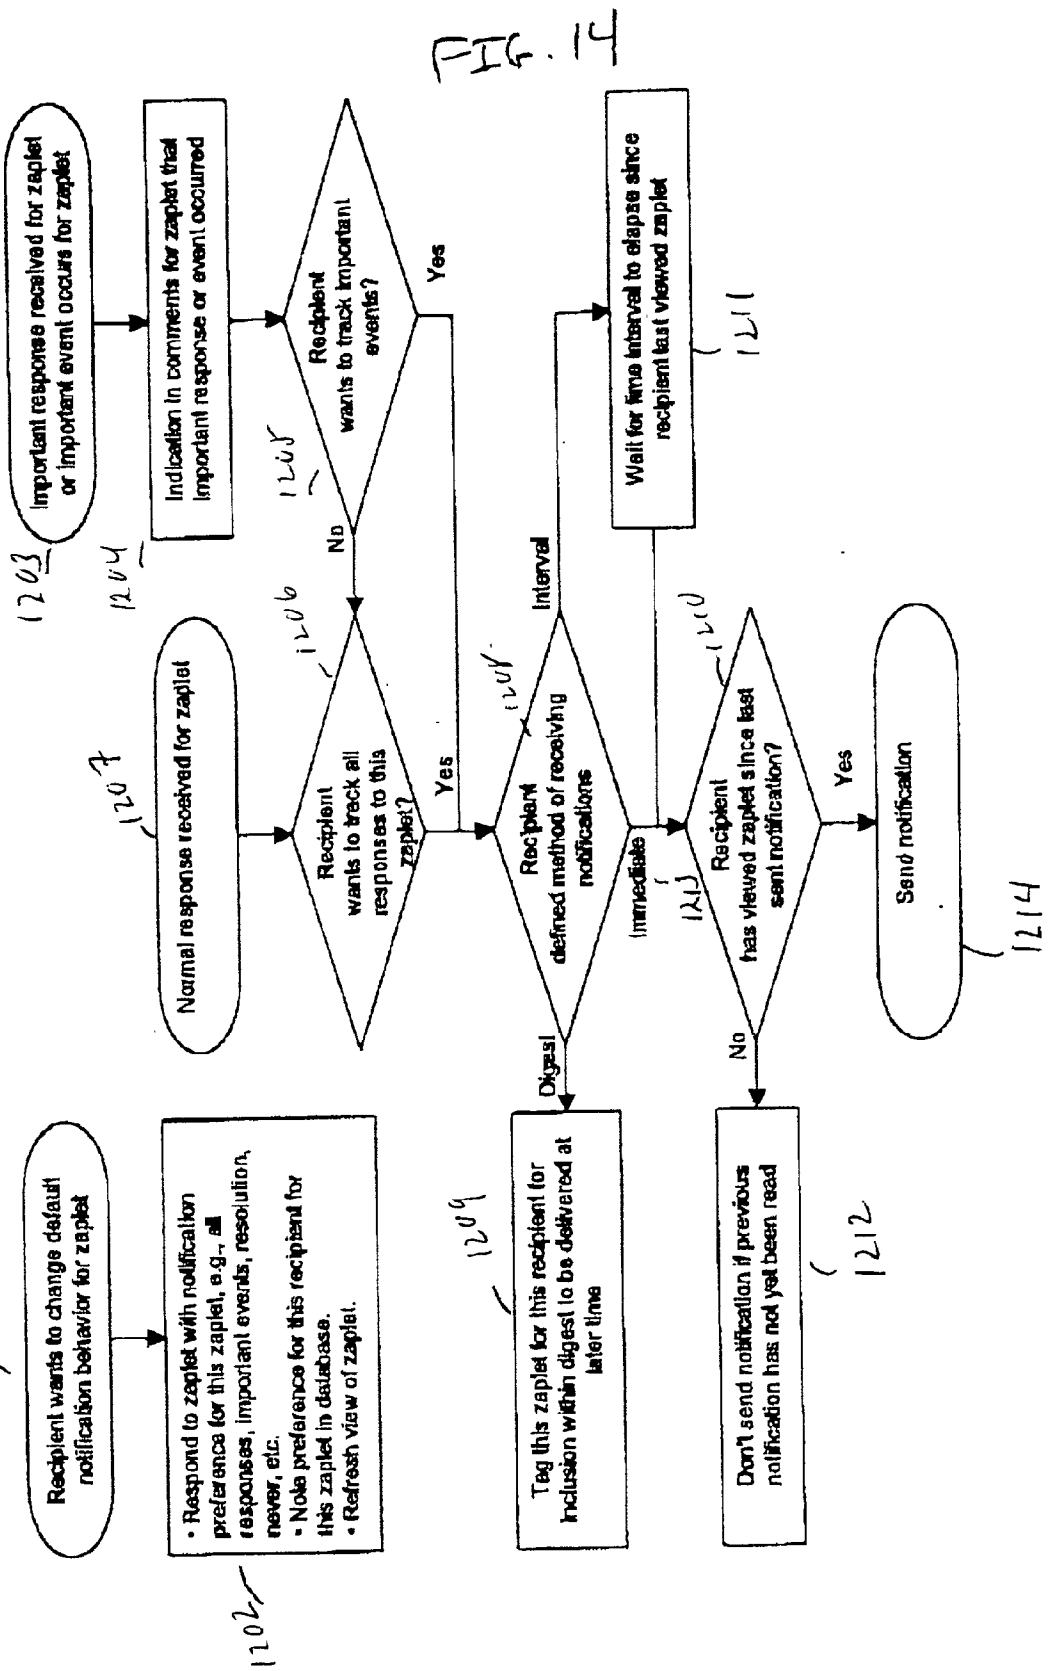 Recipient wants to change default
notification behavior for zaplet
• Respond to zaplet with notification
preference for this zaplet, e.g., all
responses, important events, resolution,
never, etc.
• Note preference for this recipient for
this zaplet in database.
• Refresh view of zaplet.
1202
1207
Normal response received for zaplet
1203
Important response received for zaplet
or important event occurs for zaplet
1204
Indication in comments for zaplet that
important response or event occurred
1206
Recipient
wants to track all
responses to this
zaplet?
Yes
No
Recipient
wants to track important
events?
Yes
1208
Recipient
defined method of receiving
notifications
Digest
Immediate
Interval
1209
Tag this zaplet for this recipient for
inclusion within digest to be delivered at
later time
Wait for time interval to elapse since
recipient last viewed zaplet
1211
1210
Recipient
has viewed zaplet since last
sent notification?
No
Yes
Don't send notification if previous
notification has not yet been read
1212
Send notification
1214
FIG. 14